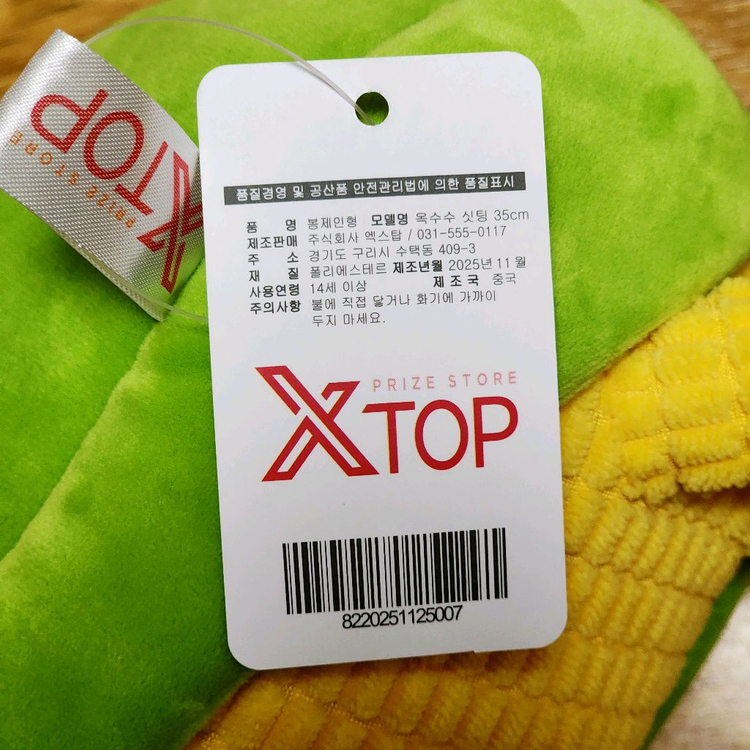 XTOP
PRIZE STORE
품질경영 및 공산품 안전관리법에 의한 품질표시
품 명 봉제인형 모델명 옥수수 싯팅 35cm
제조판매 주식회사 엑스탑 / 031-555-0117
주 소 경기도 구리시 수택동 409-3
재 질 폴리에스테르 제조년월 2025년 11월
사용연령 14세 이상 제조국 중국
주의사항 불에 직접 닿거나 화기에 가까이
두지 마세요.
PRIZE STORE
XTOP
8220251125007